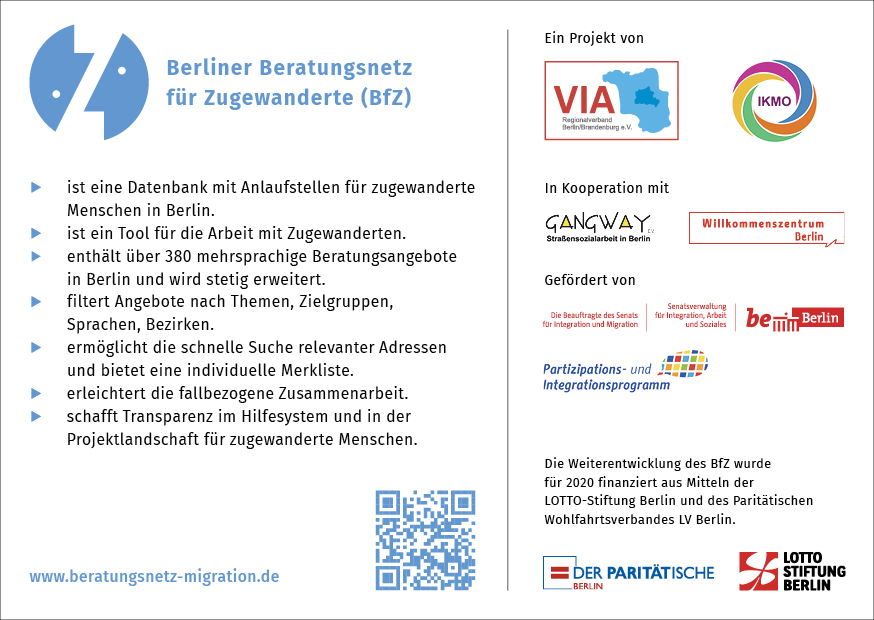 Berliner Beratungsnetz
für Zugewanderte (BfZ)
ist eine Datenbank mit Anlaufstellen für zugewanderte
Menschen in Berlin.
ist ein Tool für die Arbeit mit Zugewanderten.
enthält über 380 mehrsprachige Beratungsangebote
in Berlin und wird stetig erweitert.
filtert Angebote nach Themen, Zielgruppen,
Sprachen, Bezirken.
ermöglicht die schnelle Suche relevanter Adressen
und bietet eine individuelle Merkliste.
erleichtert die fallbezogene Zusammenarbeit.
schafft Transparenz im Hilfesystem und in der
Projektlandschaft für zugewanderte Menschen.
www.beratungsnetz-migration.de
Ein Projekt von
VIA
Regionalverband
Berlin/Brandenburg e.V.
IKMO
In Kooperation mit
GANGWAY E.V.
Straßensozialarbeit in Berlin
Willkommenszentrum
Berlin
Gefördert von
Die Beauftragte des Senats
für Integration und Migration
Senatsverwaltung
für Integration, Arbeit
und Soziales
be Berlin
Partizipations- und
Integrationsprogramm
Die Weiterentwicklung des BfZ wurde
für 2020 finanziert aus Mitteln der
LOTTO-Stiftung Berlin und des Paritätischen
Wohlfahrtsverbandes LV Berlin.
DER PARITÄTISCHE
BERLIN
LOTTO
STIFTUNG
BERLIN